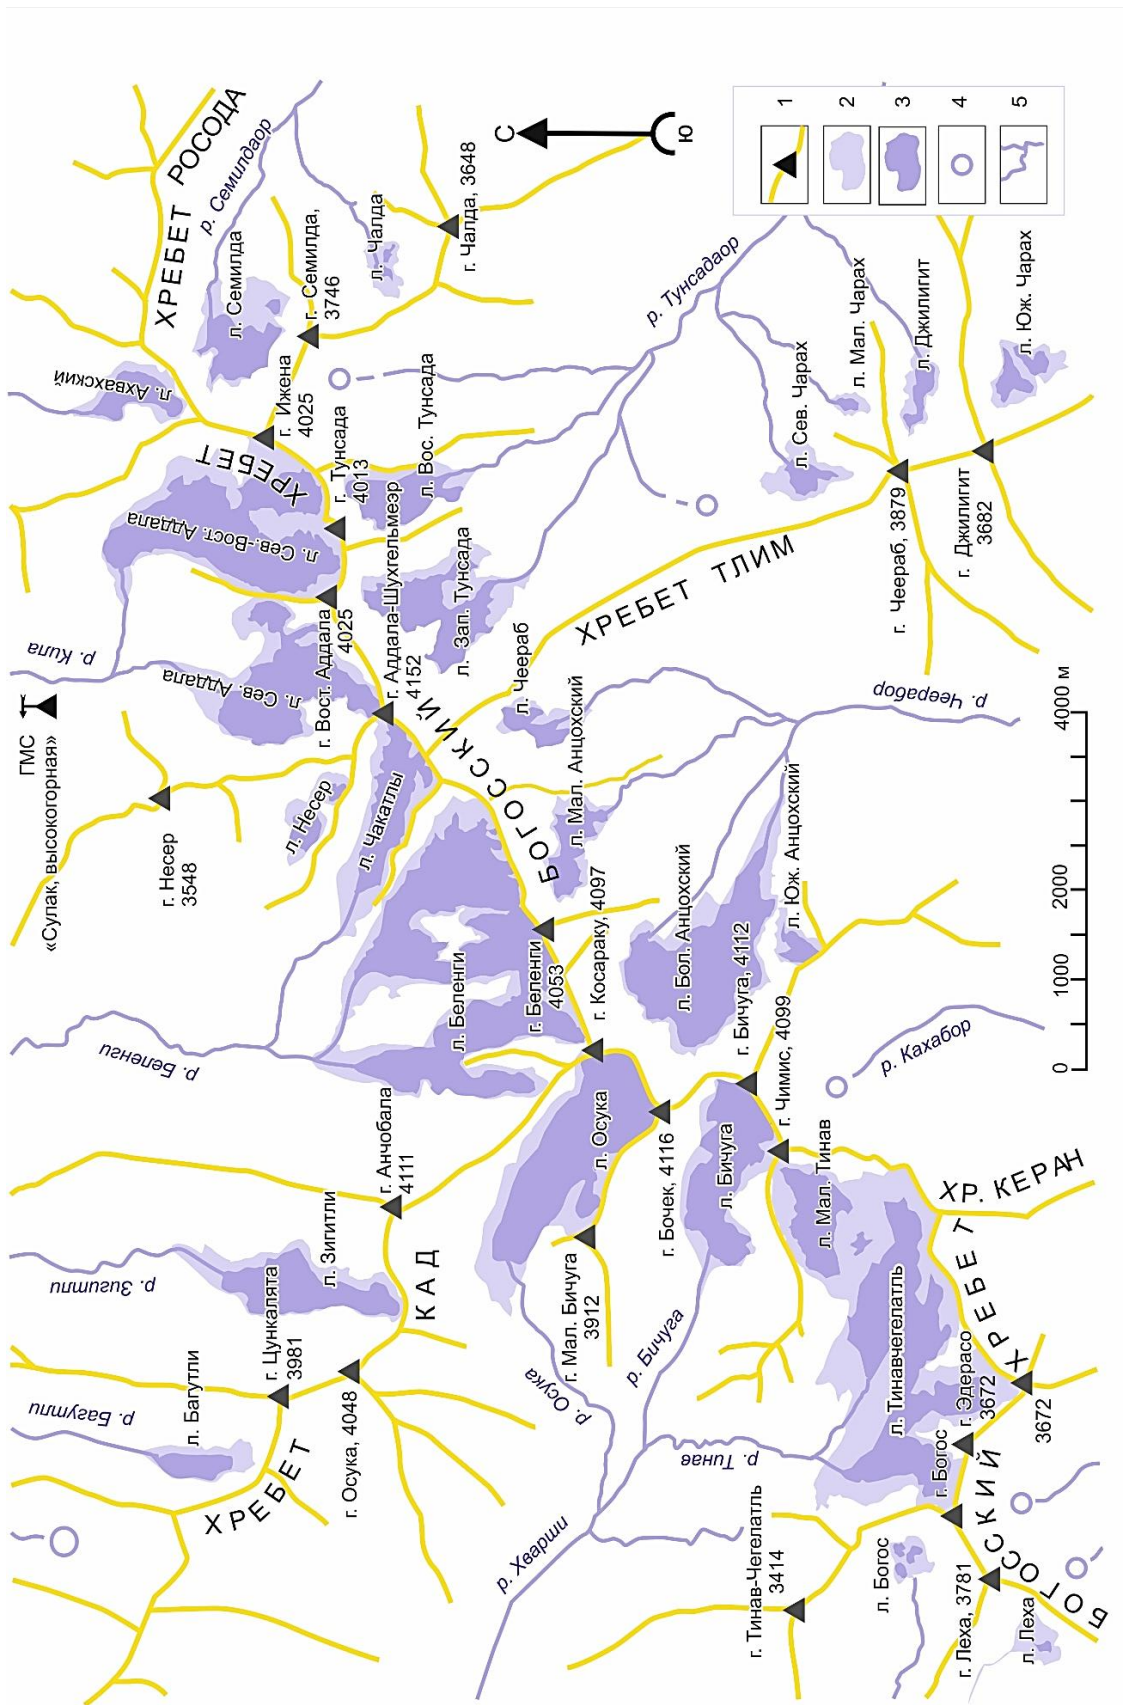 ГМС
«Сулак, высокогорная»
р. Багутли
р. Зигитли
р. Беленги
р. Кила
л. Ахвахский
ХРЕБЕТ РОСОДА
р. Семилдаор
л. Семилда
г. Семилда,
3746
л. Чалда
г. Чалда, 3648
С
Ю
г. Несер
3548
л. Несер
л. Чакатлы
л. Сев. Аддала
л. Сев.-Вост. Аддала
ХРЕБЕТ
г. Ижена
4025
г. Тунсада
4013
л. Вос. Тунсада
г. Вост. Аддала
4025
г. Аддала-Шухгельмеэр
4152
л. Зап. Тунсада
л. Багутли
г. Цункалята
3981
л. Зигитли
г. Анчобала
4111
ХРЕБЕТ
КАД
г. Осука, 4048
л. Беленги
г. Беленги
4053
г. Косараку, 4097
БОГОССКИЙ
л. Чеераб
л. Мал. Анцохский
ХРЕБЕТ ТЛИМ
р. Тунсадаор
л. Осука
р. Осука
г. Мал. Бичуга
3912
г. Бочек, 4116
л. Бичуга
р. Бичуга
л. Бол. Анцохский
г. Бичуга, 4112
г. Чимис, 4099
л. Юж. Анцохский
л. Сев. Чарах
л. Мал. Чарах
л. Джилигит
г. Чеераб, 3879
г. Джилигит
3682
л. Юж. Чарах
р. Хварши
р. Тинав
г. Тинав-Чегелатль
3414
л. Мал. Тинав
л. Тинавчегелатль
р. Кахабор
р. Чеерабор
ХР. КЕРАН
л. Богос
г. Богос
г. Эдерасо
3672
3672
г. Леха, 3781
л. Леха
БОГОССКИЙ ХРЕБЕТ
0 1000 2000 4000 м
1
2
3
4
5